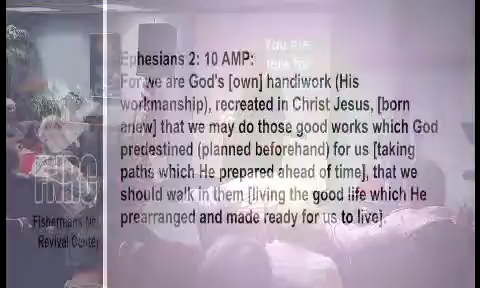 You are
Ephesians 2: 10 AMP:
For we are God's [own] handiwork (His
workmanship), recreated in Christ Jesus, [born
anew] that we may do those good works which God
predestined (planned beforehand) for us [taking
paths which He prepared ahead of time], that we
should walk in them [living the good life which He
prearranged and made ready for us to live].
Fishermans Net
Revival Center